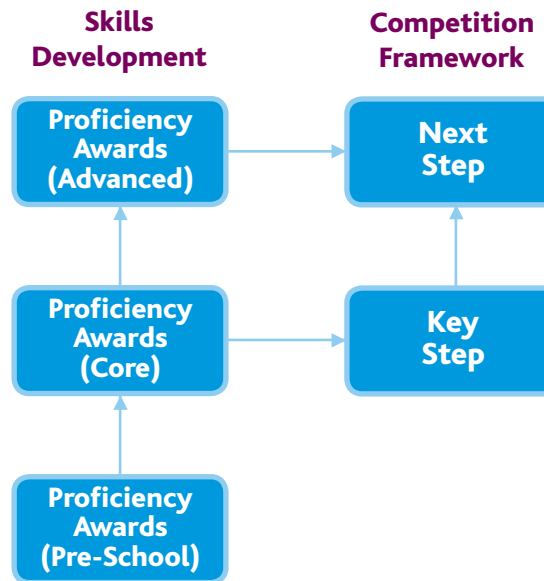 Skills
Development
Competition
Framework
Proficiency
Awards
(Advanced)
Next
Step
Proficiency
Awards
(Core)
Key
Step
Proficiency
Awards
(Pre-School)